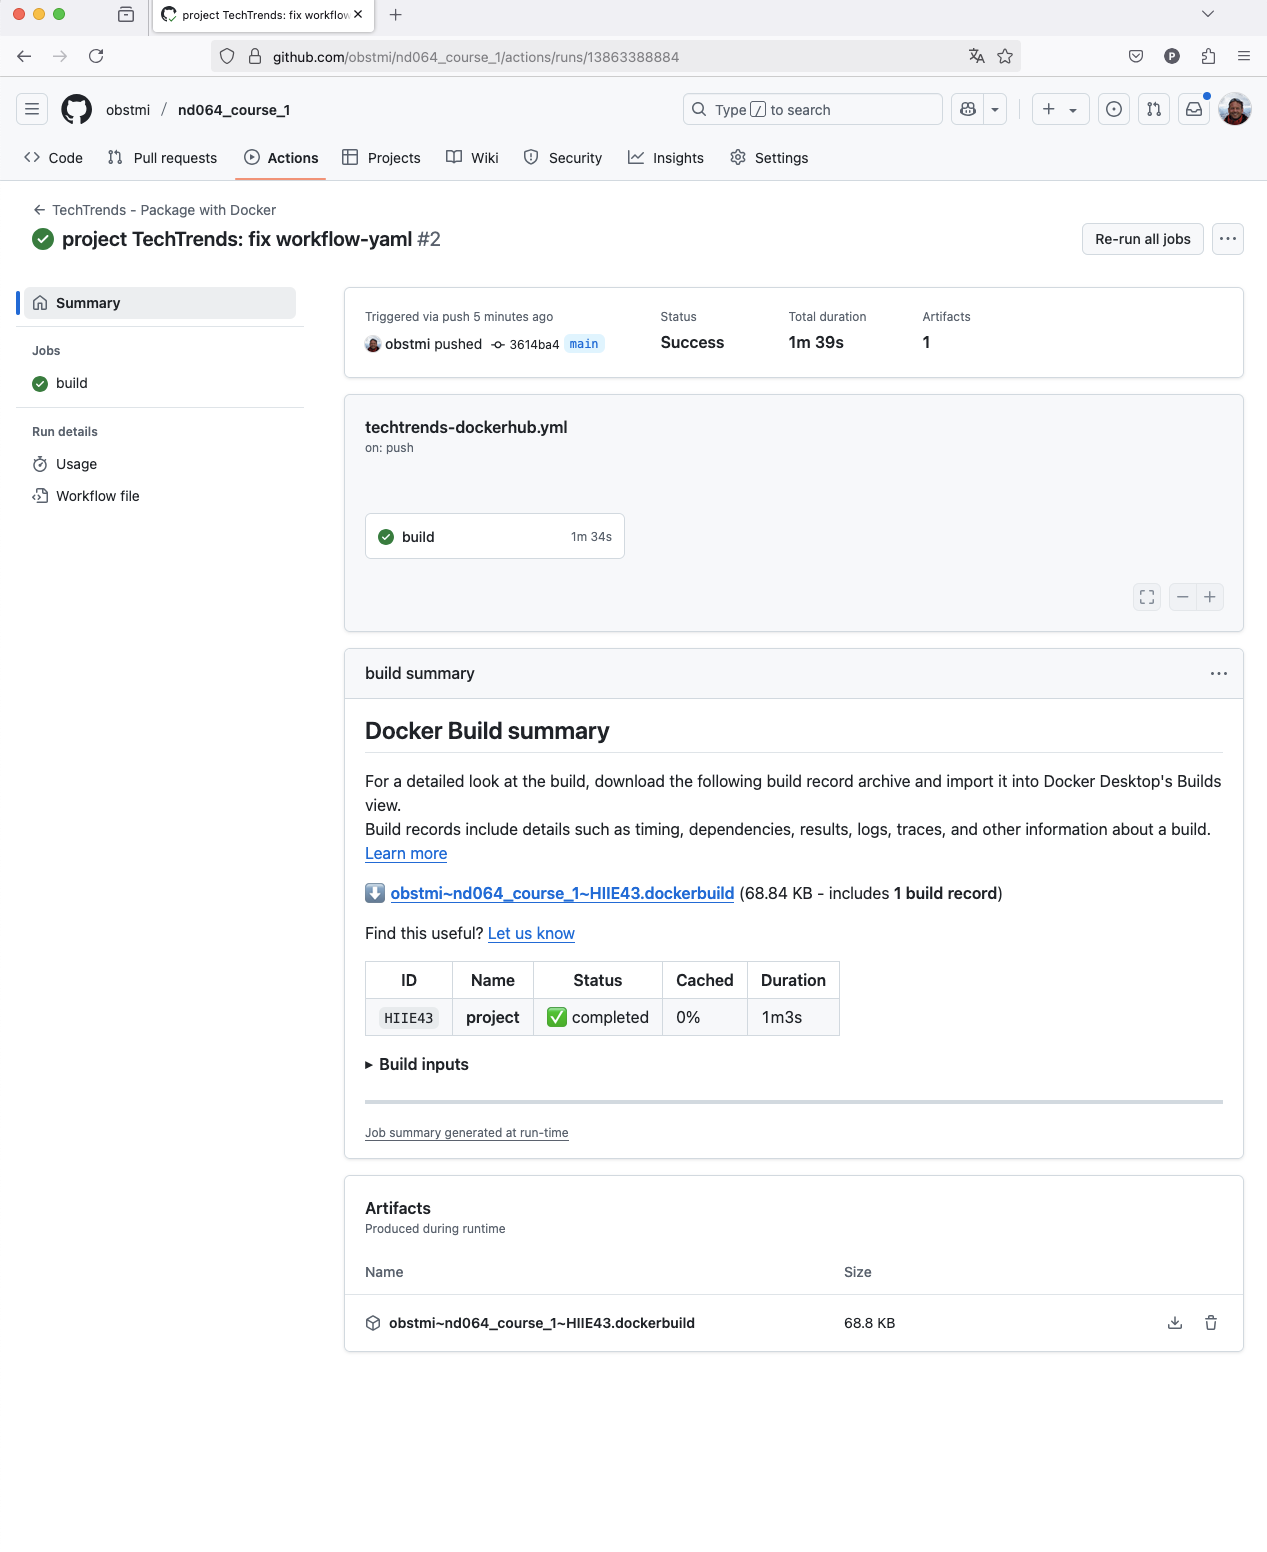 project TechTrends: fix workflow
github.com/obstmi/nd064_course_1/actions/runs/13863388884
P
obstmi / nd064_course_1
Type / to search
Code
Pull requests
Actions
Projects
Wiki
Security
Insights
Settings
← TechTrends - Package with Docker
project TechTrends: fix workflow-yaml #2
Re-run all jobs
Summary
Jobs
build
Run details
Usage
Workflow file
Triggered via push 5 minutes ago
obstmi pushed 3614ba4 main
Status
Success
Total duration
1m 39s
Artifacts
1
techtrends-dockerhub.yml
on: push
build 1m 34s
build summary
Docker Build summary
For a detailed look at the build, download the following build record archive and import it into Docker Desktop's Builds
view.
Build records include details such as timing, dependencies, results, logs, traces, and other information about a build.
Learn more
obstmi~nd064_course_1~HIIE43.dockerbuild (68.84 KB - includes 1 build record)
Find this useful? Let us know
ID Name Status Cached Duration
HIIE43 project ✅ completed 0% 1m3s
Build inputs
Job summary generated at run-time
Artifacts
Produced during runtime
Name Size
obstmi~nd064_course_1~HIIE43.dockerbuild 68.8 KB